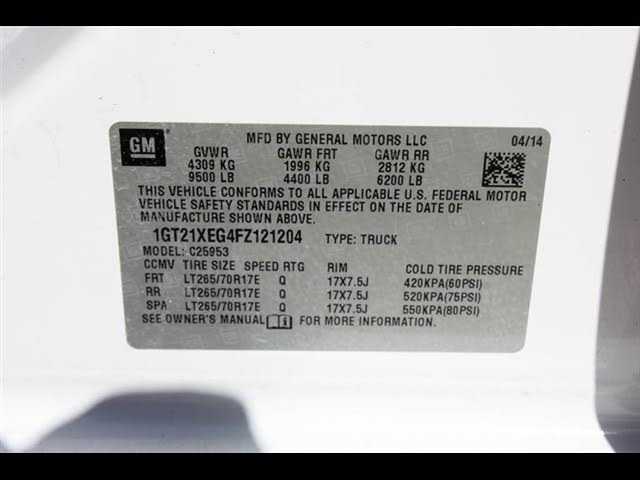 GM
MFD BY GENERAL MOTORS LLC 04/14
GVWR GAWR FRT GAWR RR
4309 KG 1996 KG 2812 KG
9500 LB 4400 LB 6200 LB
THIS VEHICLE CONFORMS TO ALL APPLICABLE U.S. FEDERAL MOTOR
VEHICLE SAFETY STANDARDS IN EFFECT ON THE DATE OF
MANUFACTURE SHOWN ABOVE.
1GT21XEG4FZ121204 TYPE: TRUCK
MODEL: C25953
CCMV TIRE SIZE SPEED RTG RIM
FRT LT265/70R17E Q 17X7.5J 420KPA(60PSI)
RR LT265/70R17E Q 17X7.5J 520KPA(75PSI)
SPA LT265/70R17E Q 17X7.5J 550KPA(80PSI)
SEE OWNER'S MANUAL FOR MORE INFORMATION.